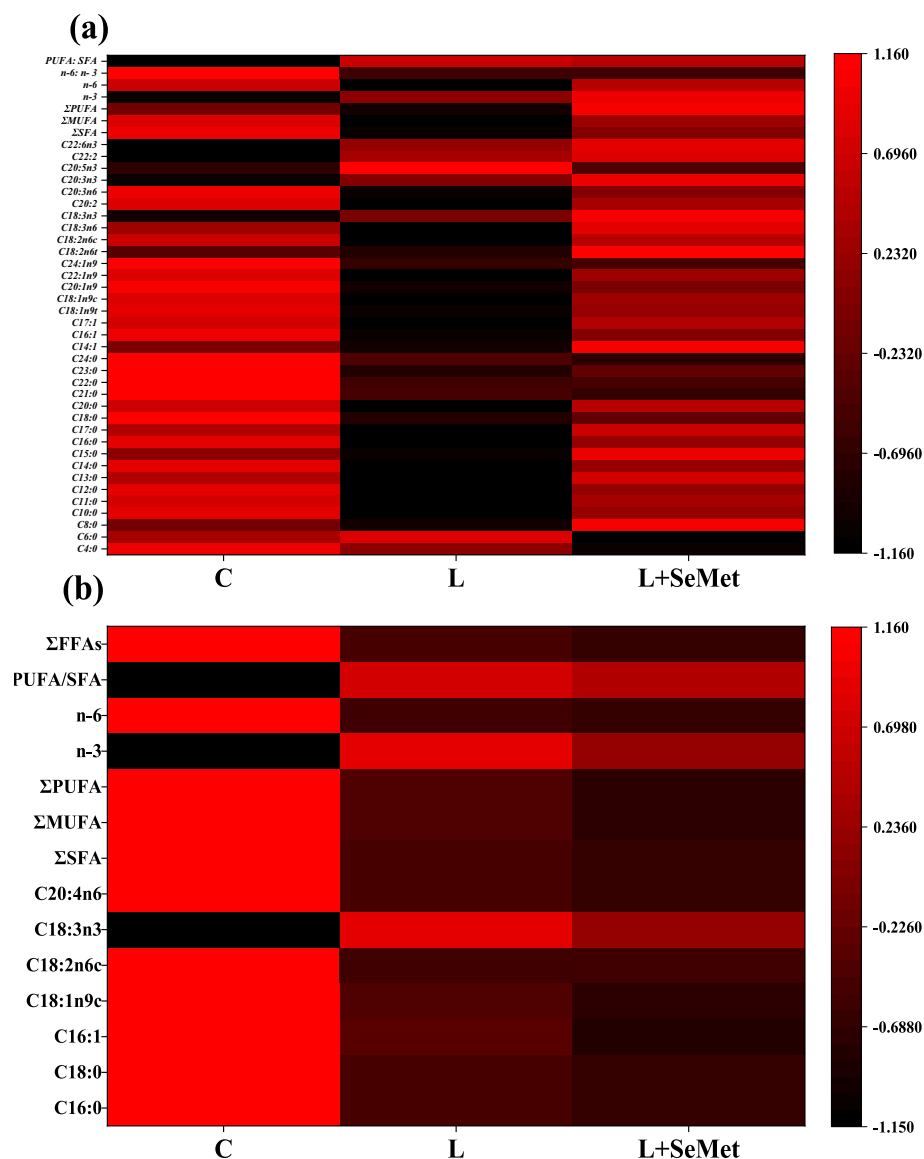 (a)
PUFA: SFA
n-6: n- 3
n-6
n-3
ΣPUFA
ΣMUFA
ΣSFA
C22:6n3
C22:2
C20:5n3
C20:3n3
C20:3n6
C20:2
C18:3n3
C18:3n6
C18:2n6c
C18:2n6t
C24:1n9
C22:1n9
C20:1n9
C18:1n9c
C18:1n9t
C17:1
C16:1
C14:1
C24:0
C23:0
C22:0
C21:0
C20:0
C18:0
C17:0
C16:0
C15:0
C14:0
C13:0
C12:0
C11:0
C10:0
C8:0
C6:0
C4:0
C L L+SeMet
1.160
0.6960
0.2320
-0.2320
-0.6960
-1.160
(b)
ΣFFAs
PUFA/SFA
n-6
n-3
ΣPUFA
ΣMUFA
ΣSFA
C20:4n6
C18:3n3
C18:2n6c
C18:1n9c
C16:1
C18:0
C16:0
C L L+SeMet
1.160
0.6980
0.2360
-0.2260
-0.6880
-1.150